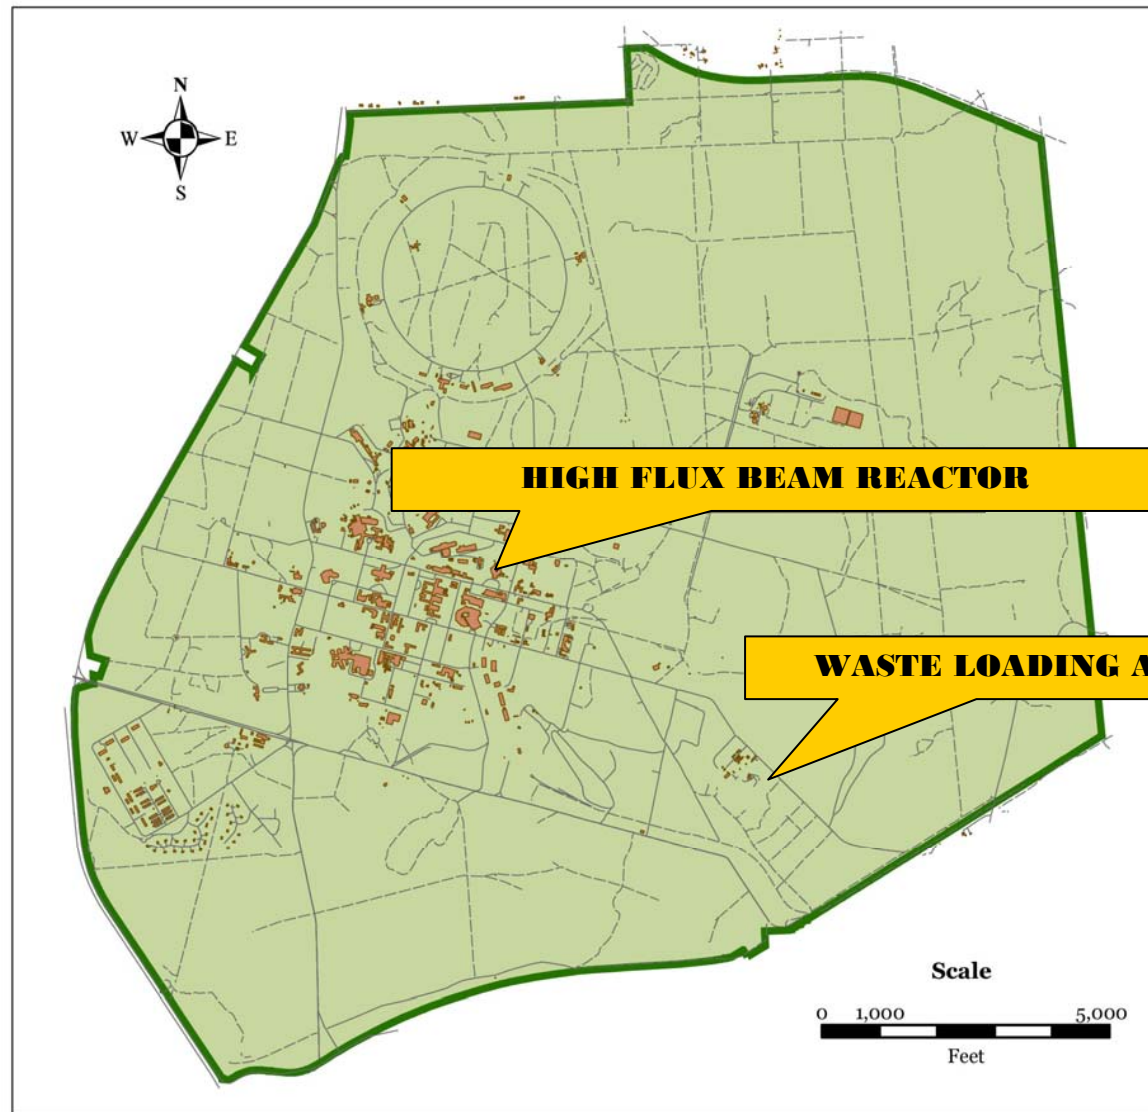 N
W E
S
HIGH FLUX BEAM REACTOR
WASTE LOADING A
Scale
0 1,000 5,000
Feet